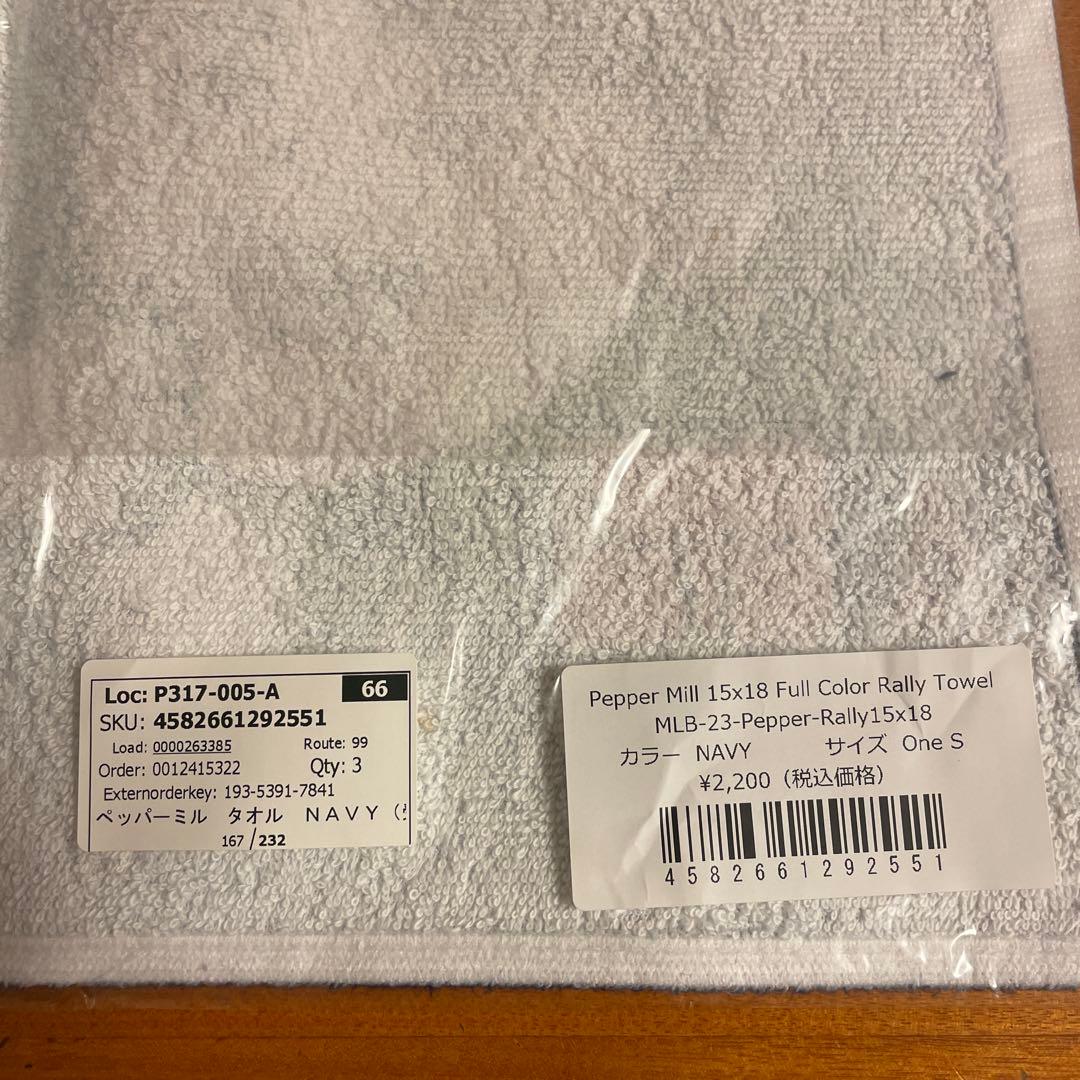 Loc: P317-005-A 66
SKU: 4582661292551
Load: 0000263385 Route: 99
Order: 0012415322 Qty: 3
Externorderkey: 193-5391-7841
ペッパーミル タオル NAVY（
167 / 232
Pepper Mill 15x18 Full Color Rally Towel
MLB-23-Pepper-Rally15x18
カラー NAVY サイズ One S
¥2,200（税込価格）
4582661292551